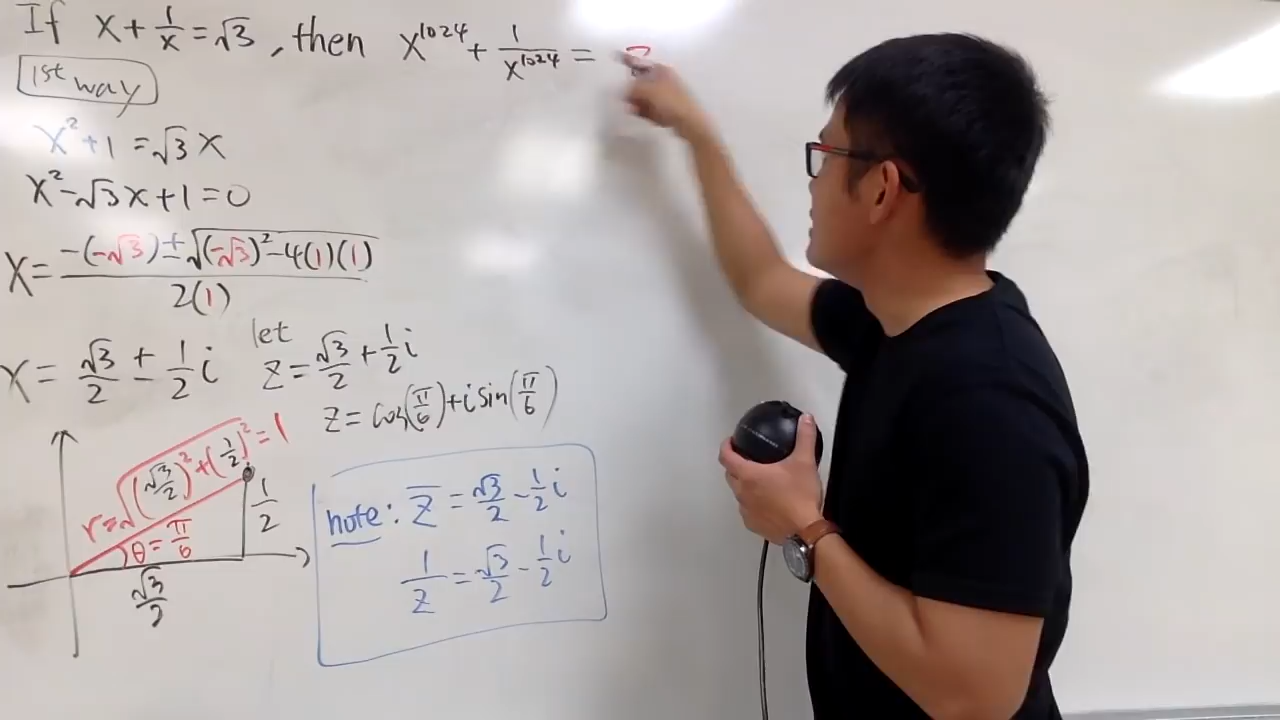 If x + 1/x = √3, then x^1024 + 1/x^1024 = ?
1st way
x² + 1 = √3 x
x² - √3 x + 1 = 0
x = (-(-√3) ± √((-√3)² - 4(1)(1))) / 2(1)
x = √3/2 ± 1/2 i
let
z = √3/2 + 1/2 i
z = cos(π/6) + i sin(π/6)
r = √((√3/2)² + (1/2)²) = 1
θ = π/6
1/2
√3/2
note: z̅ = √3/2 - 1/2 i
1/z = √3/2 - 1/2 i